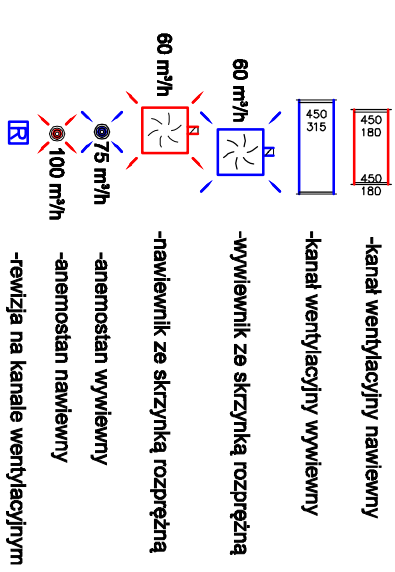 450
180
450
180
-kanał wentylacyjny nawiewny
450
315
-kanał wentylacyjny wywiewny
60 m³/h
N
-wywiewnik ze skrzynką rozprężną
60 m³/h
N
-nawiewnik ze skrzynką rozprężną
75 m³/h
-anemostan wywiewny
100 m³/h
-anemostan nawiewny
R
-rewizja na kanale wentylacyjnym